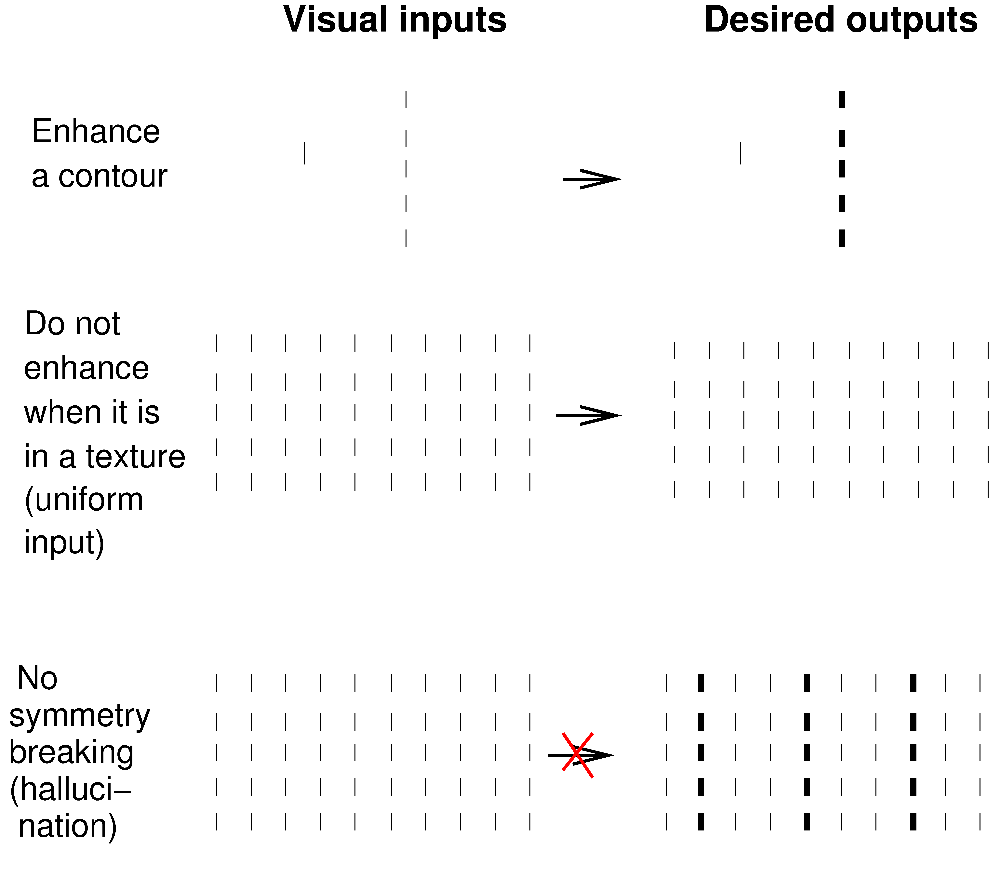 Visual inputs
Desired outputs
Enhance
a contour
Do not
enhance
when it is
in a texture
(uniform
input)
No
symmetry
breaking
(halluci–
nation)